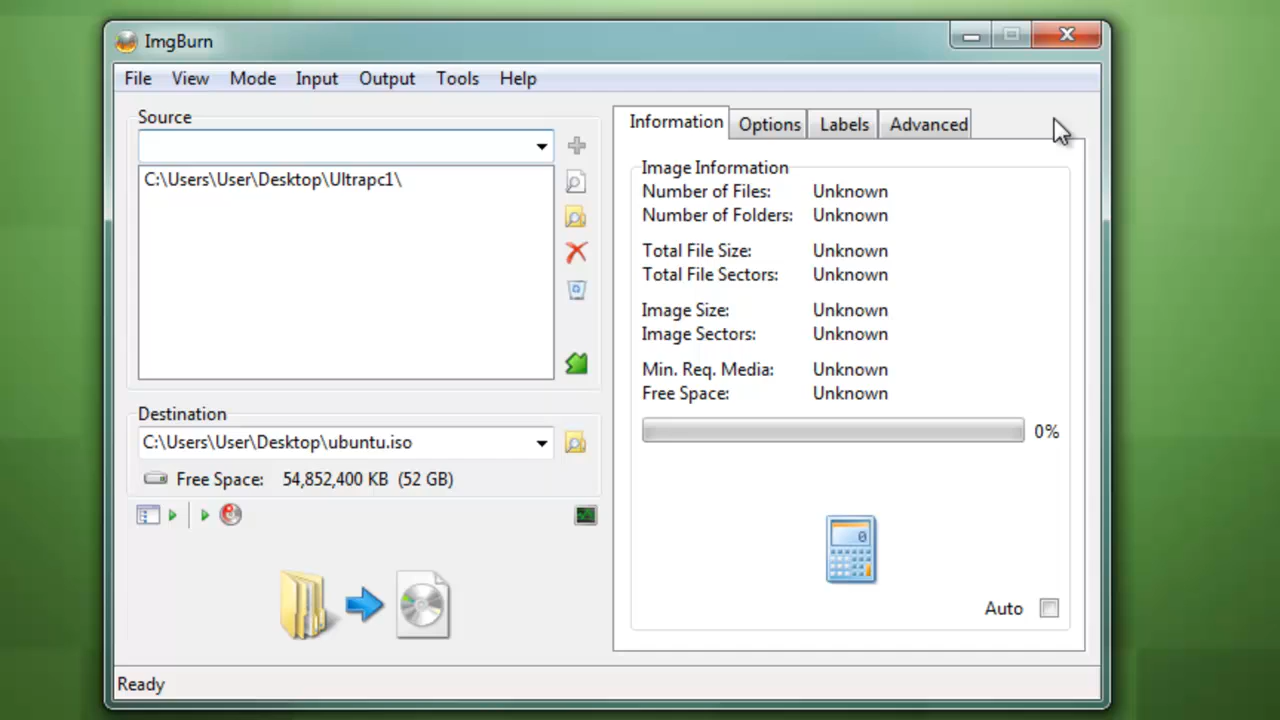 ImgBurn
File View Mode Input Output Tools Help
Source
C:\Users\User\Desktop\Ultrapc1\
Destination
C:\Users\User\Desktop\ubuntu.iso
Free Space: 54,852,400 KB (52 GB)
Information Options Labels Advanced
Image Information
Number of Files: Unknown
Number of Folders: Unknown
Total File Size: Unknown
Total File Sectors: Unknown
Image Size: Unknown
Image Sectors: Unknown
Min. Req. Media: Unknown
Free Space: Unknown
0%
0
Auto
Ready